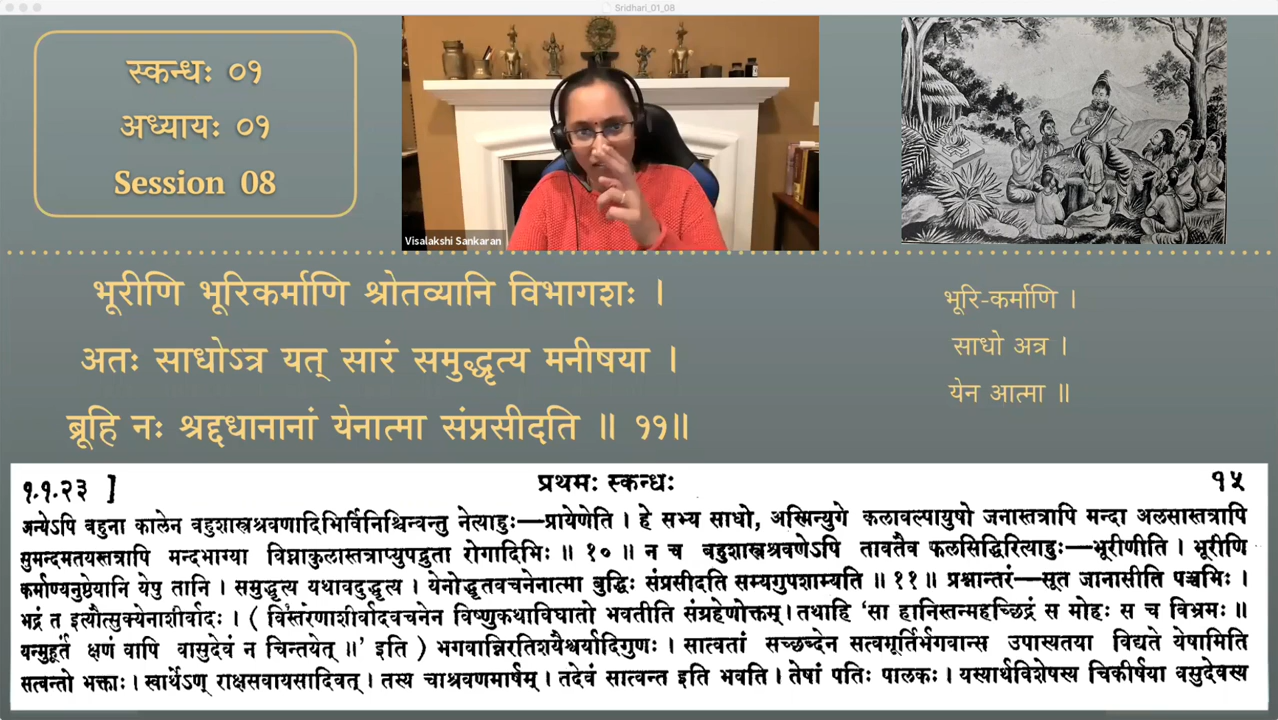 Sridhari_01_08
स्कन्धः ०१
अध्यायः ०१
Session 08
Visalakshi Sankaran
भूरीणि भूरिकर्माणि श्रोतव्यानि विभागशः ।
अतः साधोऽत्र यत् सारं समुद्धृत्य मनीषया ।
ब्रूहि नः श्रद्दधानानां येनात्मा संप्रसीदति ॥ ११॥
भूरि-कर्माणि ।
साधो अत्र ।
येन आत्मा ॥
१.१.२३ ] प्रथमः स्कन्धः १५
अन्येऽपि बहुना कालेन बहुशास्त्रश्रवणादिभिर्विनिश्चिन्वन्तु नेत्याहुः—प्रायेणेति । हे सभ्य साधो, अस्मिन्युगे कलावल्पायुषो जनास्तत्रापि मन्दा अलसास्तत्रापि
सुमन्दमतयस्तत्रापि मन्दभाग्या विघ्नाकुलास्तत्राप्युपद्रुता रोगादिभिः ॥ १० ॥ न च बहुशास्त्रश्रवणेऽपि तावतैव फलसिद्धिरित्याहुः—भूरीणीति । भूरीणि
कर्माण्यनुष्ठेयानि येषु तानि । समुद्धृत्य यथावदुद्धृत्य । येनोद्धृतवचनेनात्मा बुद्धिः संप्रसीदति सम्यगुपशाम्यति ॥ ११ ॥ प्रश्नान्तरं—सूत जानासीति पञ्चभिः ।
भद्रं त इत्यौत्सुक्येनाशीर्वादः । ( विस्तरेणाशीर्वादवचनेन विष्णुकथाविघातो भवतीति संग्रहेणोक्तम् । तथाहि ‘सा हानिस्तन्महच्छिद्रं स मोहः स च विभ्रमः ॥
यन्मुहूर्तं क्षणं वापि वासुदेवं न चिन्तयेत् ॥’ इति ) भगवान्निरतिशयैश्वर्यादिगुणः । सात्वतां सच्छब्देन सत्वमूर्तिर्भगवान्स उपास्यतया विद्यते येषामिति
सत्वन्तो भक्ताः । स्वार्थेऽण् राक्षसवायसादिवत् । तस्य चाश्रवणमार्षम् । तदेवं सात्वन्त इति भवति । तेषां पतिः पालकः । यस्यार्थविशेषस्य चिकीर्षया वसुदेवस्य